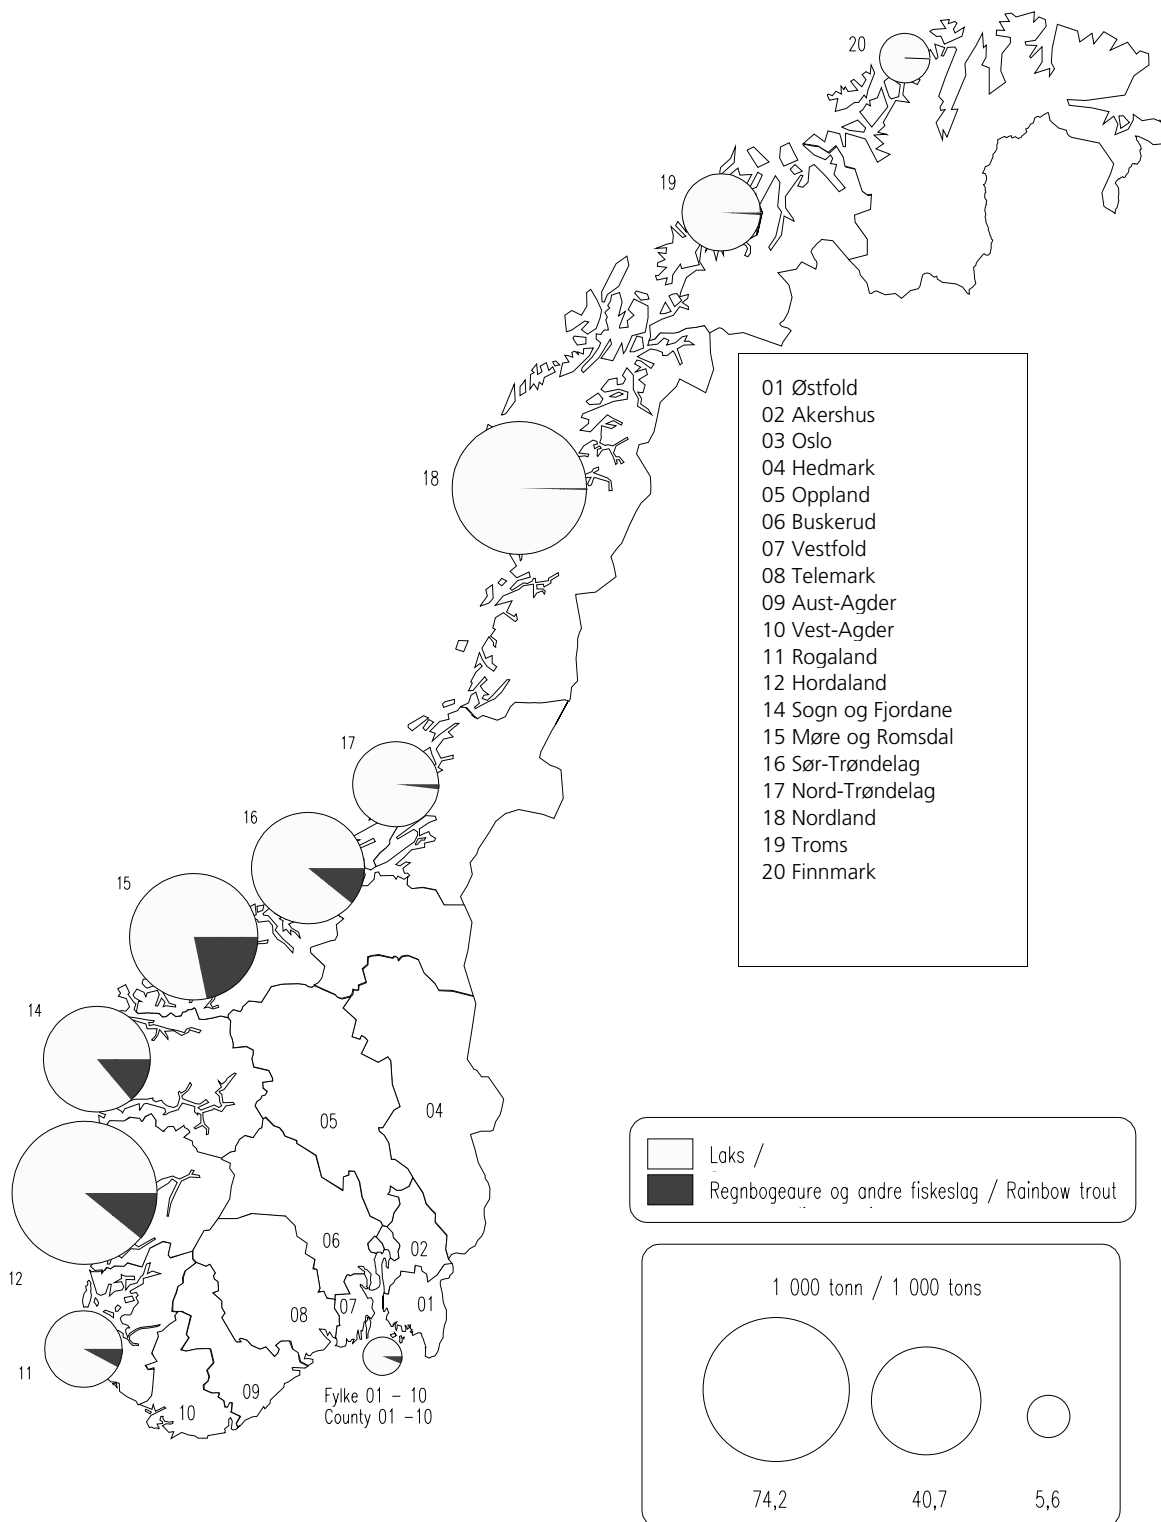 20
19
18
17
16
15
14
12
11
05
04
06
02
01
07
08
09
10
Fylke 01 - 10
County 01 -10
01 Østfold
02 Akershus
03 Oslo
04 Hedmark
05 Oppland
06 Buskerud
07 Vestfold
08 Telemark
09 Aust-Agder
10 Vest-Agder
11 Rogaland
12 Hordaland
14 Sogn og Fjordane
15 Møre og Romsdal
16 Sør-Trøndelag
17 Nord-Trøndelag
18 Nordland
19 Troms
20 Finnmark
Laks /
Regnbogeaure og andre fiskeslag / Rainbow trout
1 000 tonn / 1 000 tons
74,2 40,7 5,6